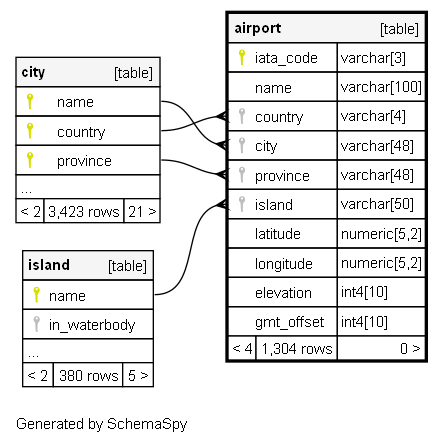 city [table]
name
country
province
...
< 2 3,423 rows 21 >
island [table]
name
in_waterbody
...
< 2 380 rows 5 >
airport [table]
iata_code varchar[3]
name varchar[100]
country varchar[4]
city varchar[48]
province varchar[48]
island varchar[50]
latitude numeric[5,2]
longitude numeric[5,2]
elevation int4[10]
gmt_offset int4[10]
< 4 1,304 rows 0 >
Generated by SchemaSpy